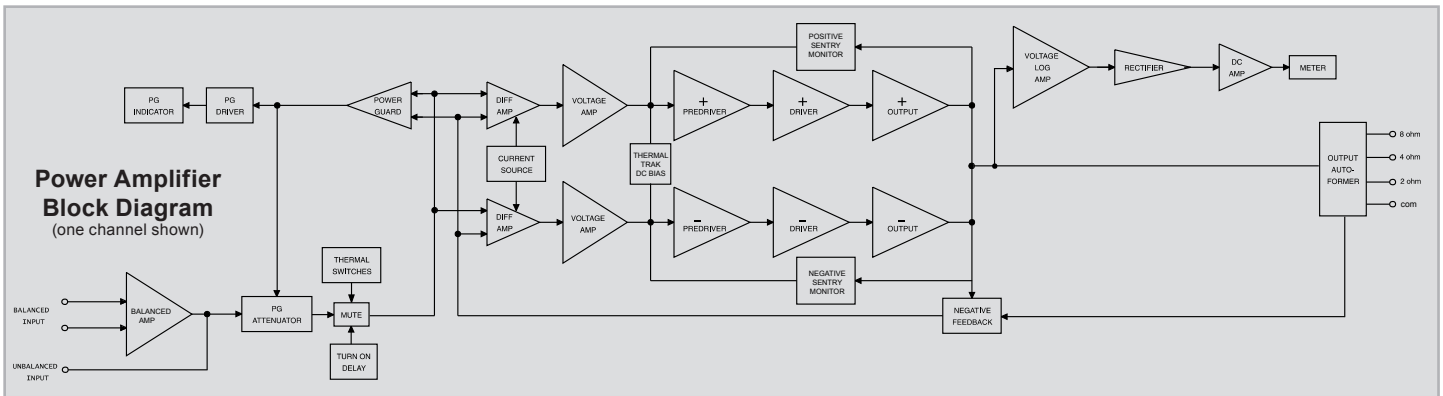 POSITIVE
SENTRY
MONITOR
VOLTAGE
LOG
AMP
RECTIFIER
DC
AMP
METER
PG
INDICATOR
PG
DRIVER
POWER
GUARD
DIFF
AMP
VOLTAGE
AMP
+
PREDRIVER
+
DRIVER
+
OUTPUT
CURRENT
SOURCE
THERMAL
TRAK
DC BIAS
OUTPUT
AUTO-
FORMER
8 ohm
4 ohm
2 ohm
com
Power Amplifier
Block Diagram
(one channel shown)
DIFF
AMP
VOLTAGE
AMP
–
PREDRIVER
–
DRIVER
–
OUTPUT
THERMAL
SWITCHES
NEGATIVE
SENTRY
MONITOR
BALANCED
INPUT
BALANCED
AMP
PG
ATTENUATOR
MUTE
NEGATIVE
FEEDBACK
TURN ON
DELAY
UNBALANCED
INPUT